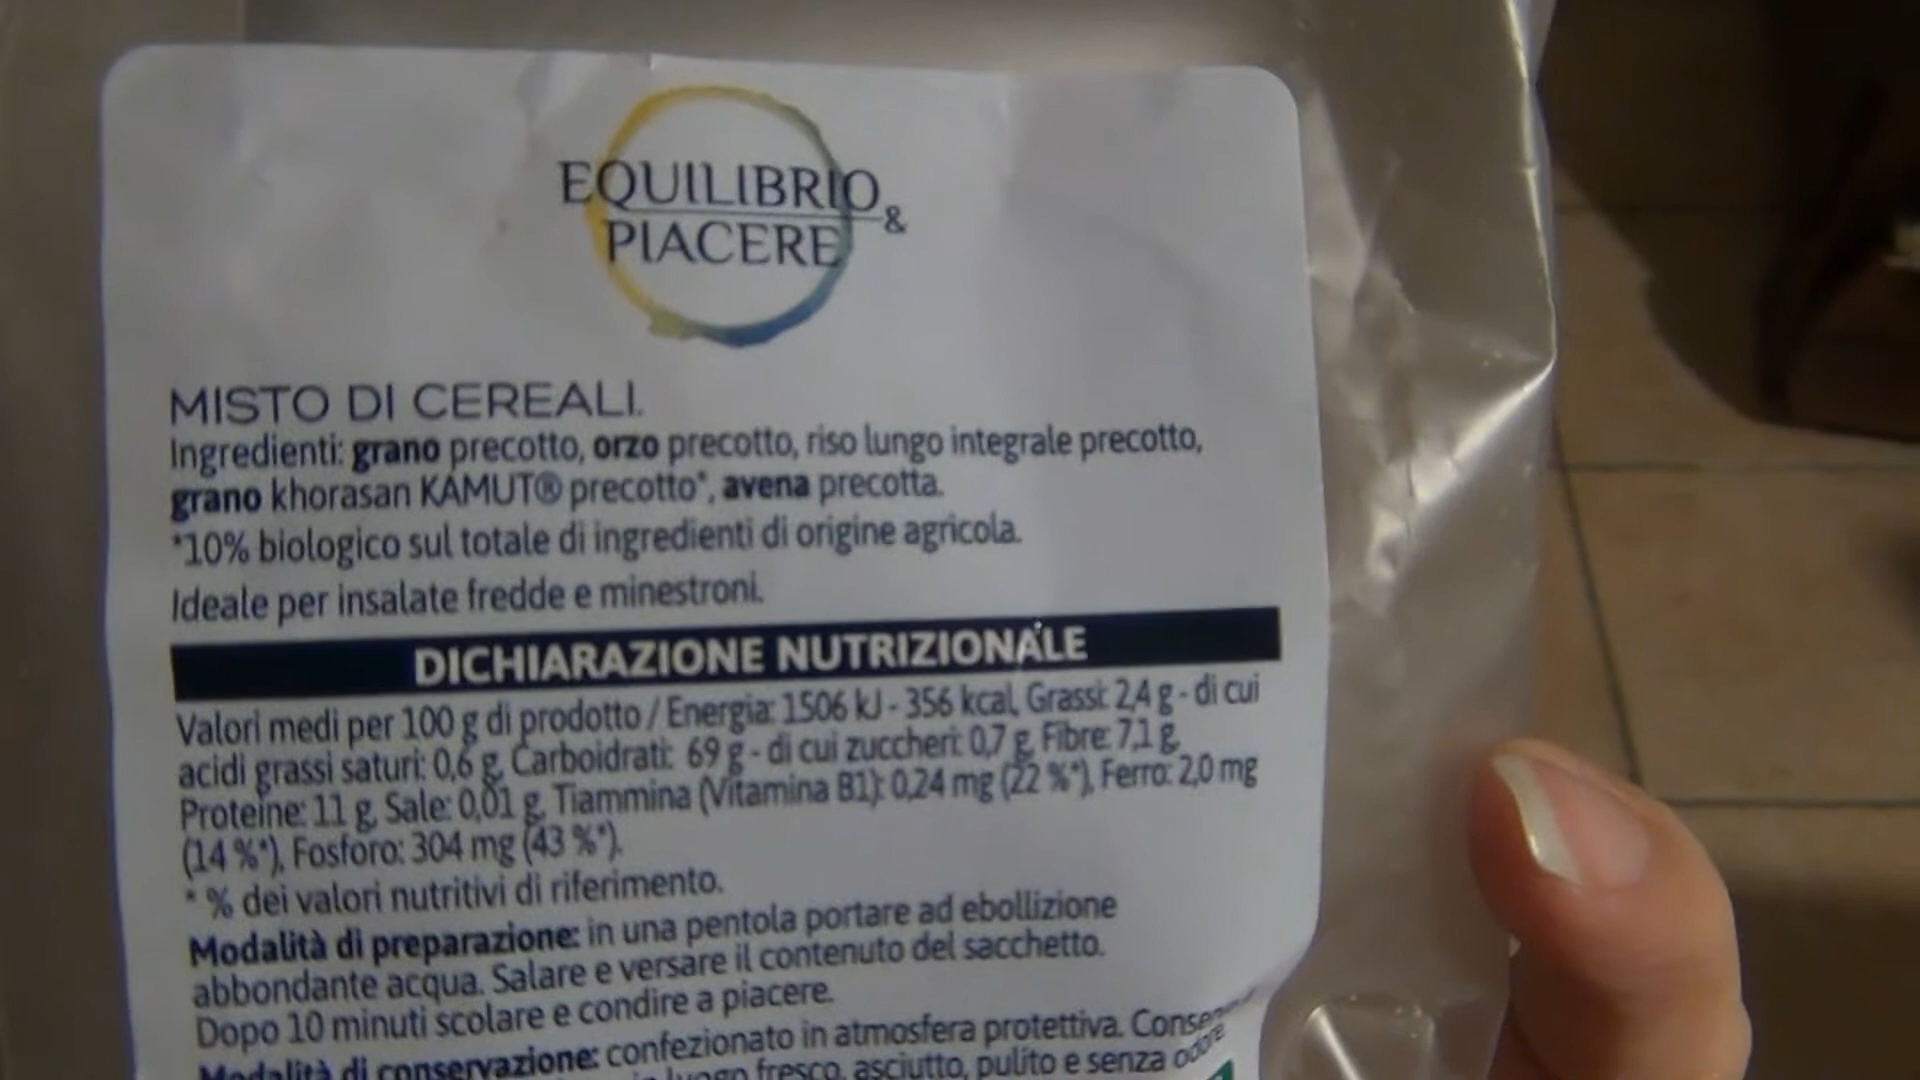 EQUILIBRIO
&
PIACERE
MISTO DI CEREALI.
Ingredienti: grano precotto, orzo precotto, riso lungo integrale precotto,
grano khorasan KAMUT® precotto*, avena precotta.
*10% biologico sul totale di ingredienti di origine agricola.
Ideale per insalate fredde e minestroni.
DICHIARAZIONE NUTRIZIONALE
Valori medi per 100 g di prodotto / Energia: 1506 kJ - 356 kcal, Grassi: 2,4 g - di cui
acidi grassi saturi: 0,6 g, Carboidrati: 69 g - di cui zuccheri: 0,7 g, Fibre: 7,1 g,
Proteine: 11 g, Sale: 0,01 g, Tiammina (Vitamina B1): 0,24 mg (22 %*), Ferro: 2,0 mg
(14 %*), Fosforo: 304 mg (43 %*).
* % dei valori nutritivi di riferimento.
Modalità di preparazione: in una pentola portare ad ebollizione
abbondante acqua. Salare e versare il contenuto del sacchetto.
Dopo 10 minuti scolare e condire a piacere.
Modalità di conservazione: confezionato in atmosfera protettiva.
luogo fresco, asciutto, pulito e senza odore